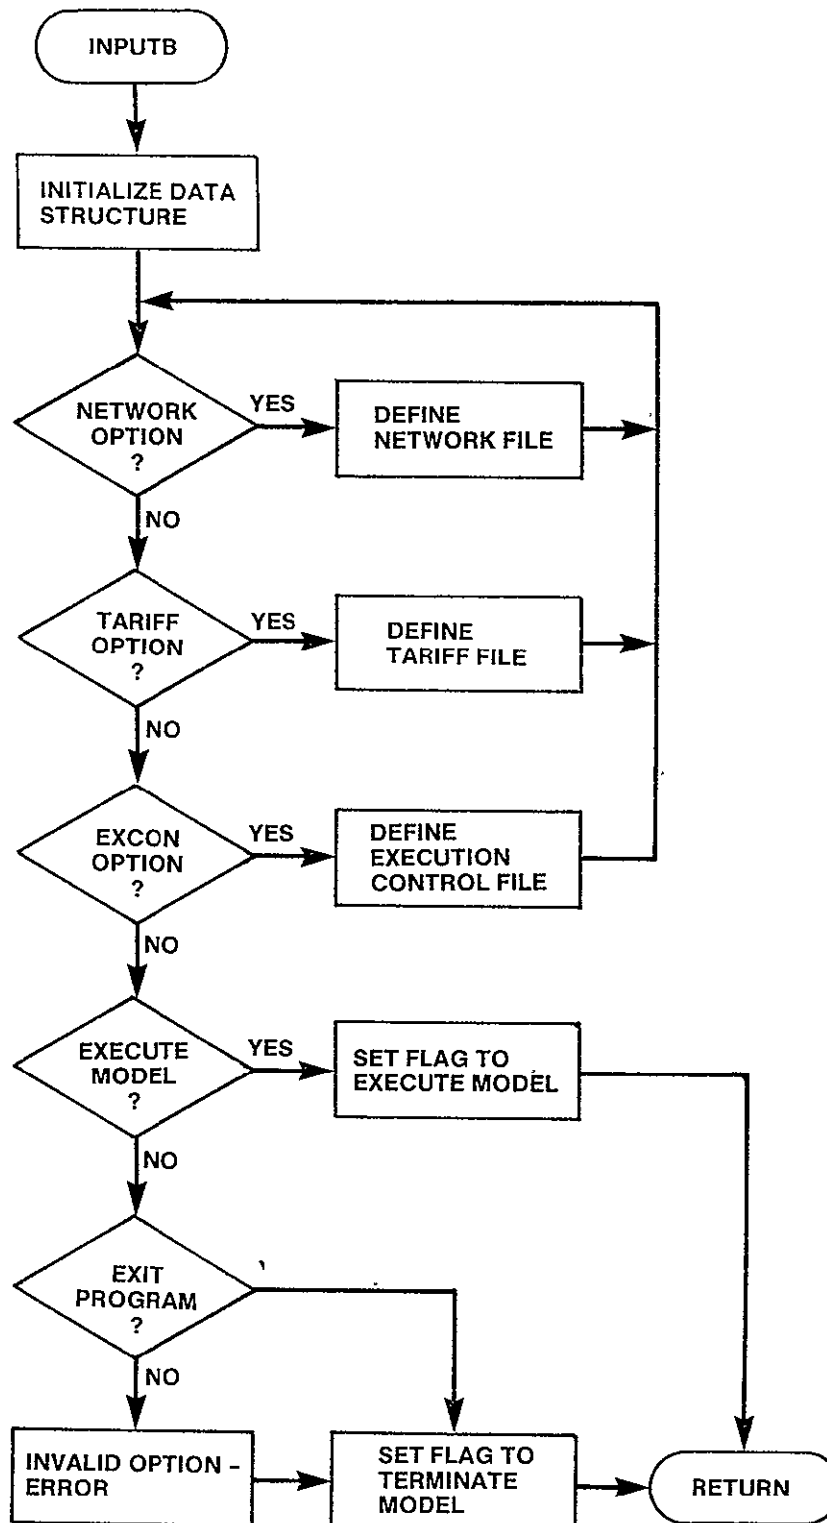 INPUTB
INITIALIZE DATA
STRUCTURE
NETWORK
OPTION
?
YES
DEFINE
NETWORK FILE
NO
TARIFF
OPTION
?
YES
DEFINE
TARIFF FILE
NO
EXCON
OPTION
?
YES
DEFINE
EXECUTION
CONTROL FILE
NO
EXECUTE
MODEL
?
YES
SET FLAG TO
EXECUTE MODEL
NO
EXIT
PROGRAM
?
NO
INVALID OPTION –
ERROR
SET FLAG TO
TERMINATE
MODEL
RETURN